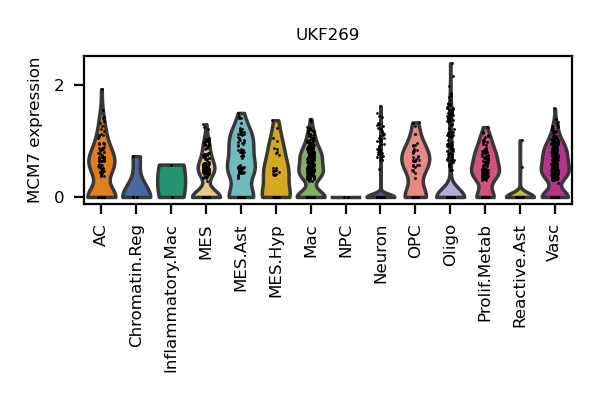 UKF269
MCM7 expression
2
0
AC
Chromatin.Reg
Inflammatory.Mac
MES
MES.Ast
MES.Hyp
Mac
NPC
Neuron
OPC
Oligo
Prolif.Metab
Reactive.Ast
Vasc